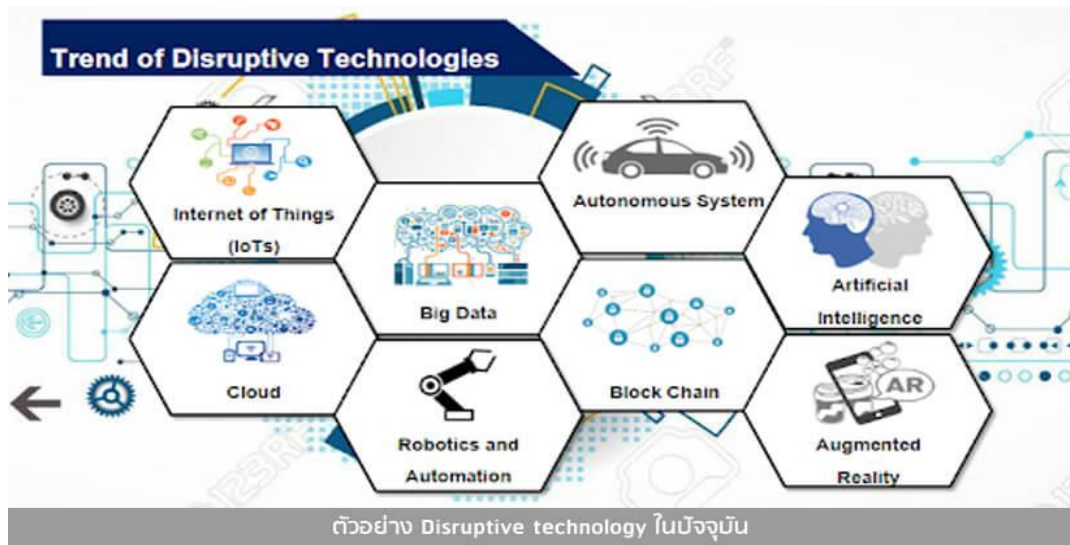 Trend of Disruptive Technologies
Internet of Things
(IoTs)
Big Data
Autonomous System
Artificial
Intelligence
Cloud
Robotics and
Automation
Block Chain
AR
Augmented
Reality
ตัวอย่าง Disruptive technology ในปัจจุบัน
123RF